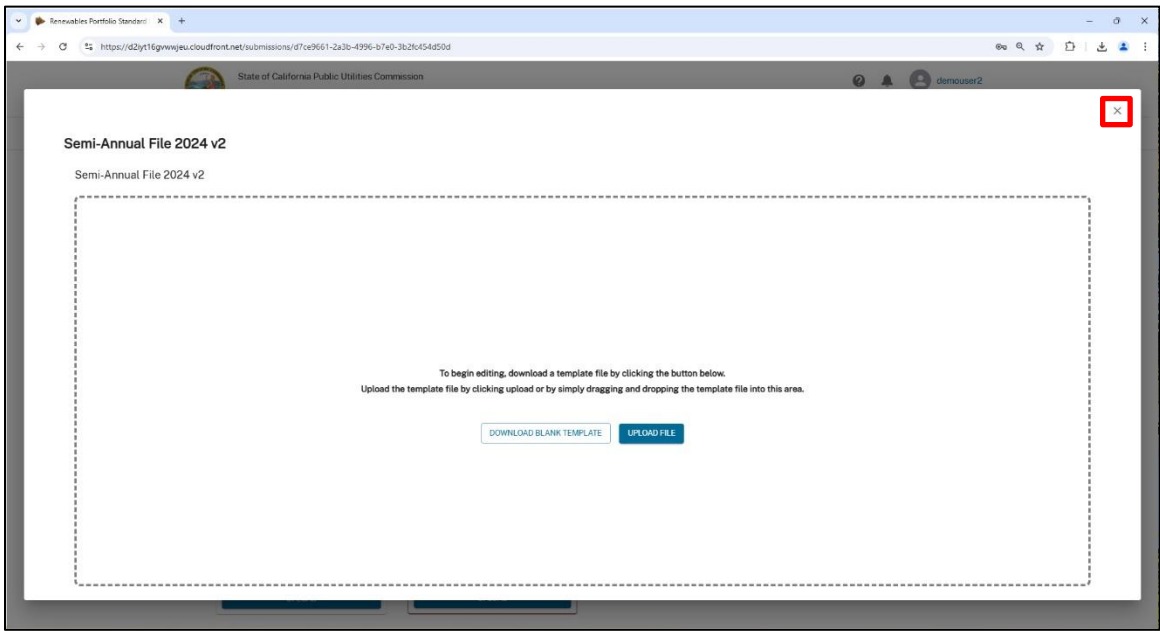 Renewables Portfolio Standard
https://d2iyt16gvwwjeu.cloudfront.net/submissions/d7ce9661-2a3b-4996-b7e0-3b2fc454d50d
State of California Public Utilities Commission
demouser2
Semi-Annual File 2024 v2
Semi-Annual File 2024 v2
To begin editing, download a template file by clicking the button below.
Upload the template file by clicking upload or by simply dragging and dropping the template file into this area.
DOWNLOAD BLANK TEMPLATE
UPLOAD FILE